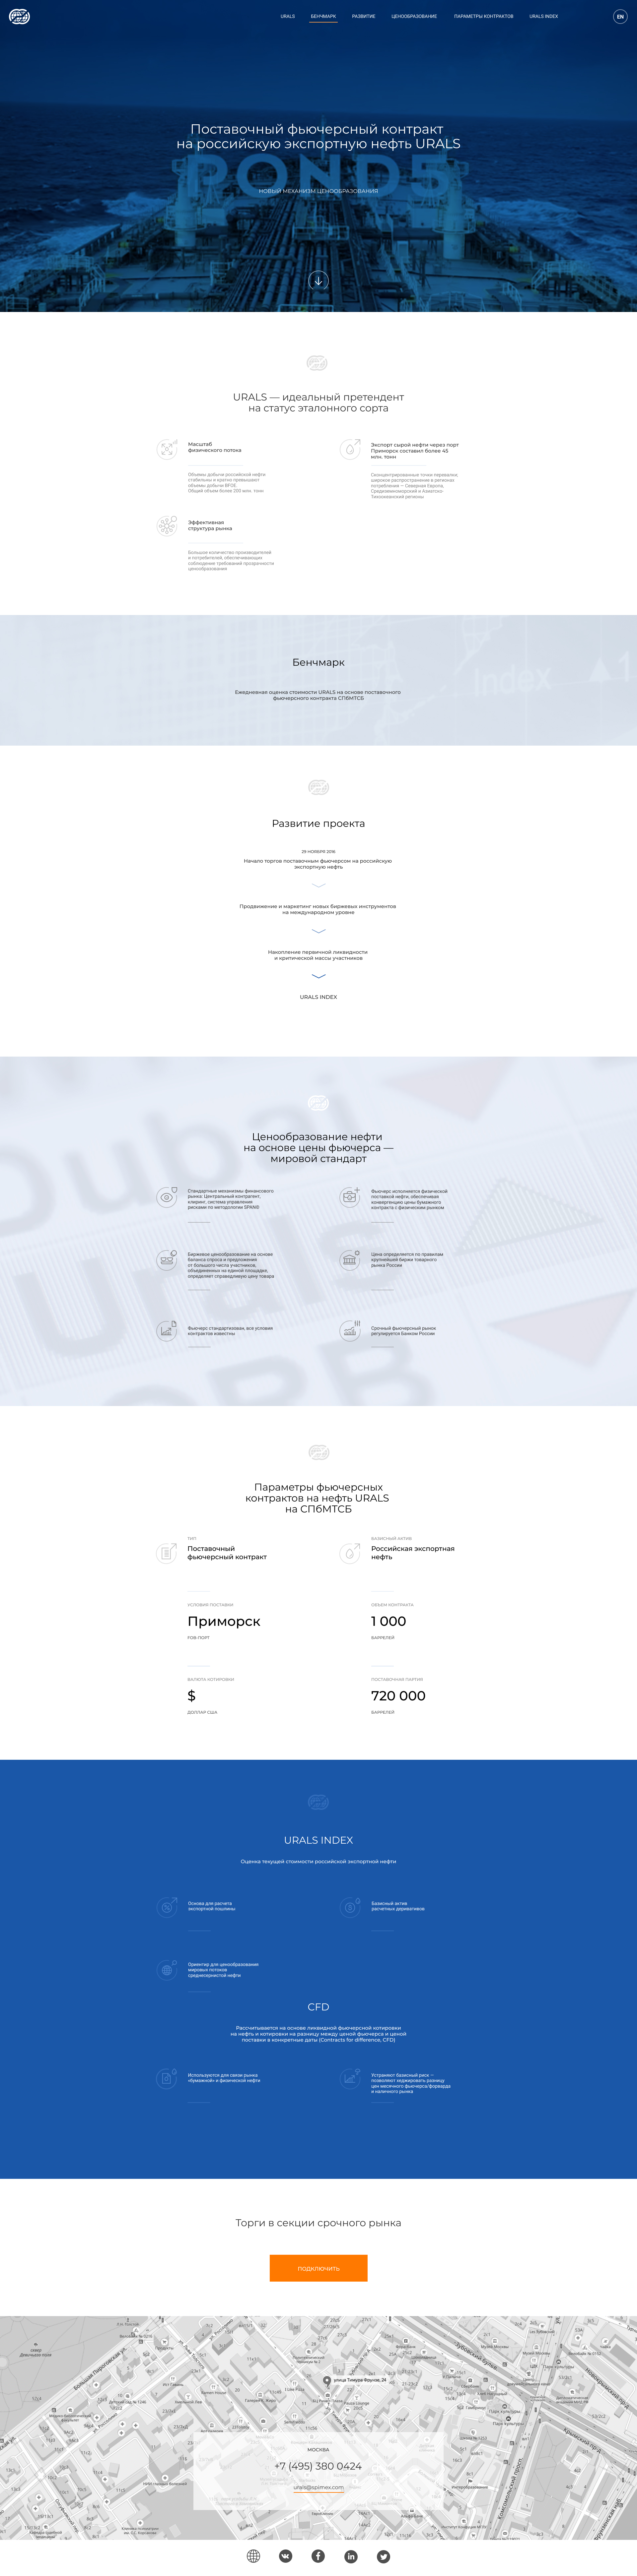 URALS
БЕНЧМАРК
РАЗВИТИЕ
ЦЕНООБРАЗОВАНИЕ
ПАРАМЕТРЫ КОНТРАКТОВ
URALS INDEX
EN
Поставочный фьючерсный контракт
на российскую экспортную нефть URALS
НОВЫЙ МЕХАНИЗМ ЦЕНООБРАЗОВАНИЯ
URALS — идеальный претендент
на статус эталонного сорта
Масштаб
физического потока
Объемы добычи российской нефти
стабильны и кратно превышают
объемы добычи BFOE.
Общий объем более 200 млн. тонн
Экспорт сырой нефти через порт
Приморск составил более 45
млн. тонн
Сконцентрированные точки перевалки,
широкое распространение в регионах
потребления — Северная Европа,
Средиземноморский и Азиатско-
Тихоокеанский регионы
Эффективная
структура рынка
Большое количество производителей
и потребителей, обеспечивающих
соблюдение требований прозрачности
ценообразования
Бенчмарк
Ежедневная оценка стоимости URALS на основе поставочного
фьючерсного контракта СПбМТСБ
Развитие проекта
29 НОЯБРЯ 2016
Начало торгов поставочным фьючерсом на российскую
экспортную нефть
Продвижение и маркетинг новых биржевых инструментов
на международном уровне
Накопление первичной ликвидности
и критической массы участников
URALS INDEX
Ценообразование нефти
на основе цены фьючерса —
мировой стандарт
Стандартные механизмы финансового
рынка: Центральный контрагент,
клиринг, система управления
рисками по методологии SPAN®
Фьючерс исполняется физической
поставкой нефти, обеспечивая
конвергенцию цены бумажного
контракта с физическим рынком
Биржевое ценообразование на основе
баланса спроса и предложения
от большого числа участников,
объединенных на единой площадке,
определяет справедливую цену товара
Цена определяется по правилам
крупнейшей биржи товарного
рынка России
Фьючерс стандартизован, все условия
контрактов известны
Срочный фьючерсный рынок
регулируется Банком России
Параметры фьючерсных
контрактов на нефть URALS
на СПбМТСБ
ТИП
Поставочный
фьючерсный контракт
БАЗИСНЫЙ АКТИВ
Российская экспортная
нефть
УСЛОВИЯ ПОСТАВКИ
Приморск
FOB-ПОРТ
ОБЪЕМ КОНТРАКТА
1 000
БАРРЕЛЕЙ
ВАЛЮТА КОТИРОВКИ
$
ДОЛЛАР США
ПОСТАВОЧНАЯ ПАРТИЯ
720 000
БАРРЕЛЕЙ
URALS INDEX
Оценка текущей стоимости российской экспортной нефти
Основа для расчета
экспортной пошлины
Базисный актив
расчетных деривативов
Ориентир для ценообразования
мировых потоков
среднесернистой нефти
CFD
Рассчитывается на основе ликвидной фьючерсной котировки
на нефть и котировки на разницу между ценой фьючерса и ценой
поставки в конкретные даты (Contracts for difference, CFD)
Используются для связи рынка
«бумажной» и физической нефти
Устраняют базисный риск —
позволяют хеджировать разницу
цен месячного фьючерса/форварда
и наличного рынка
Торги в секции срочного рынка
ПОДКЛЮЧИТЬ
улица Тимура Фрунзе, 24
МОСКВА
+7 (495) 380 0424
urals@spimex.com